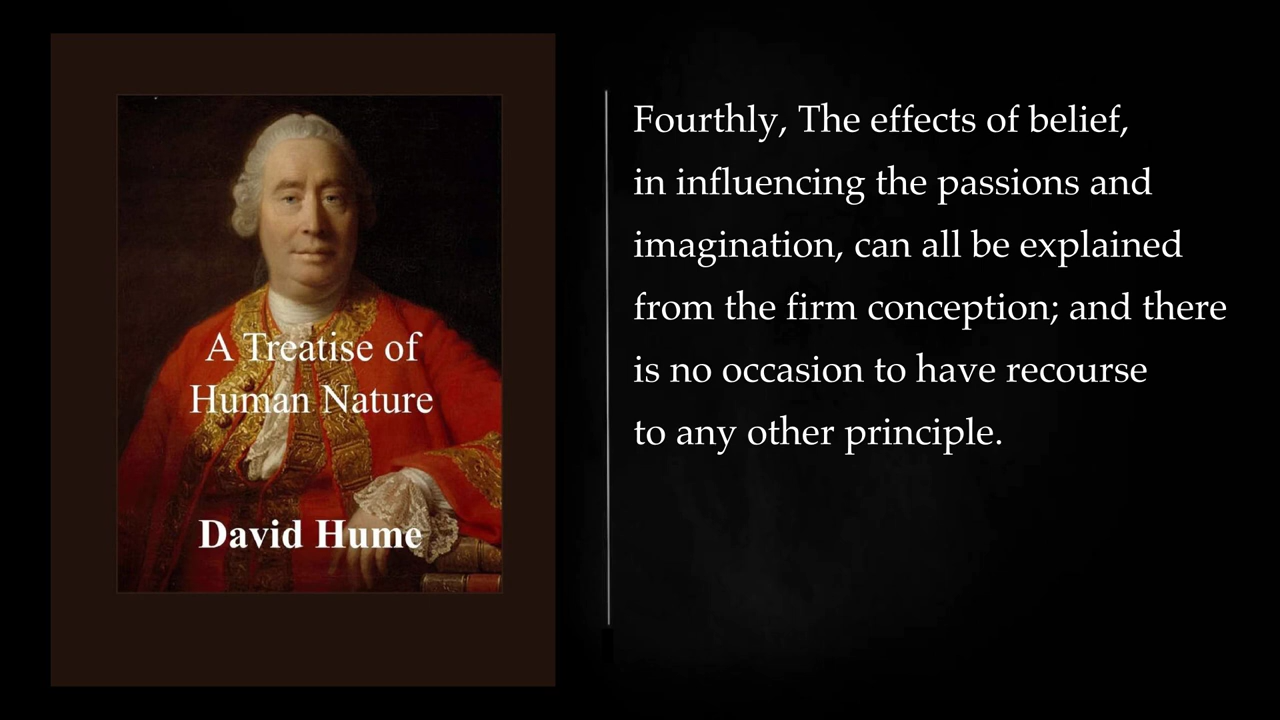 A Treatise of
Human Nature
David Hume
Fourthly, The effects of belief,
in influencing the passions and
imagination, can all be explained
from the firm conception; and there
is no occasion to have recourse
to any other principle.